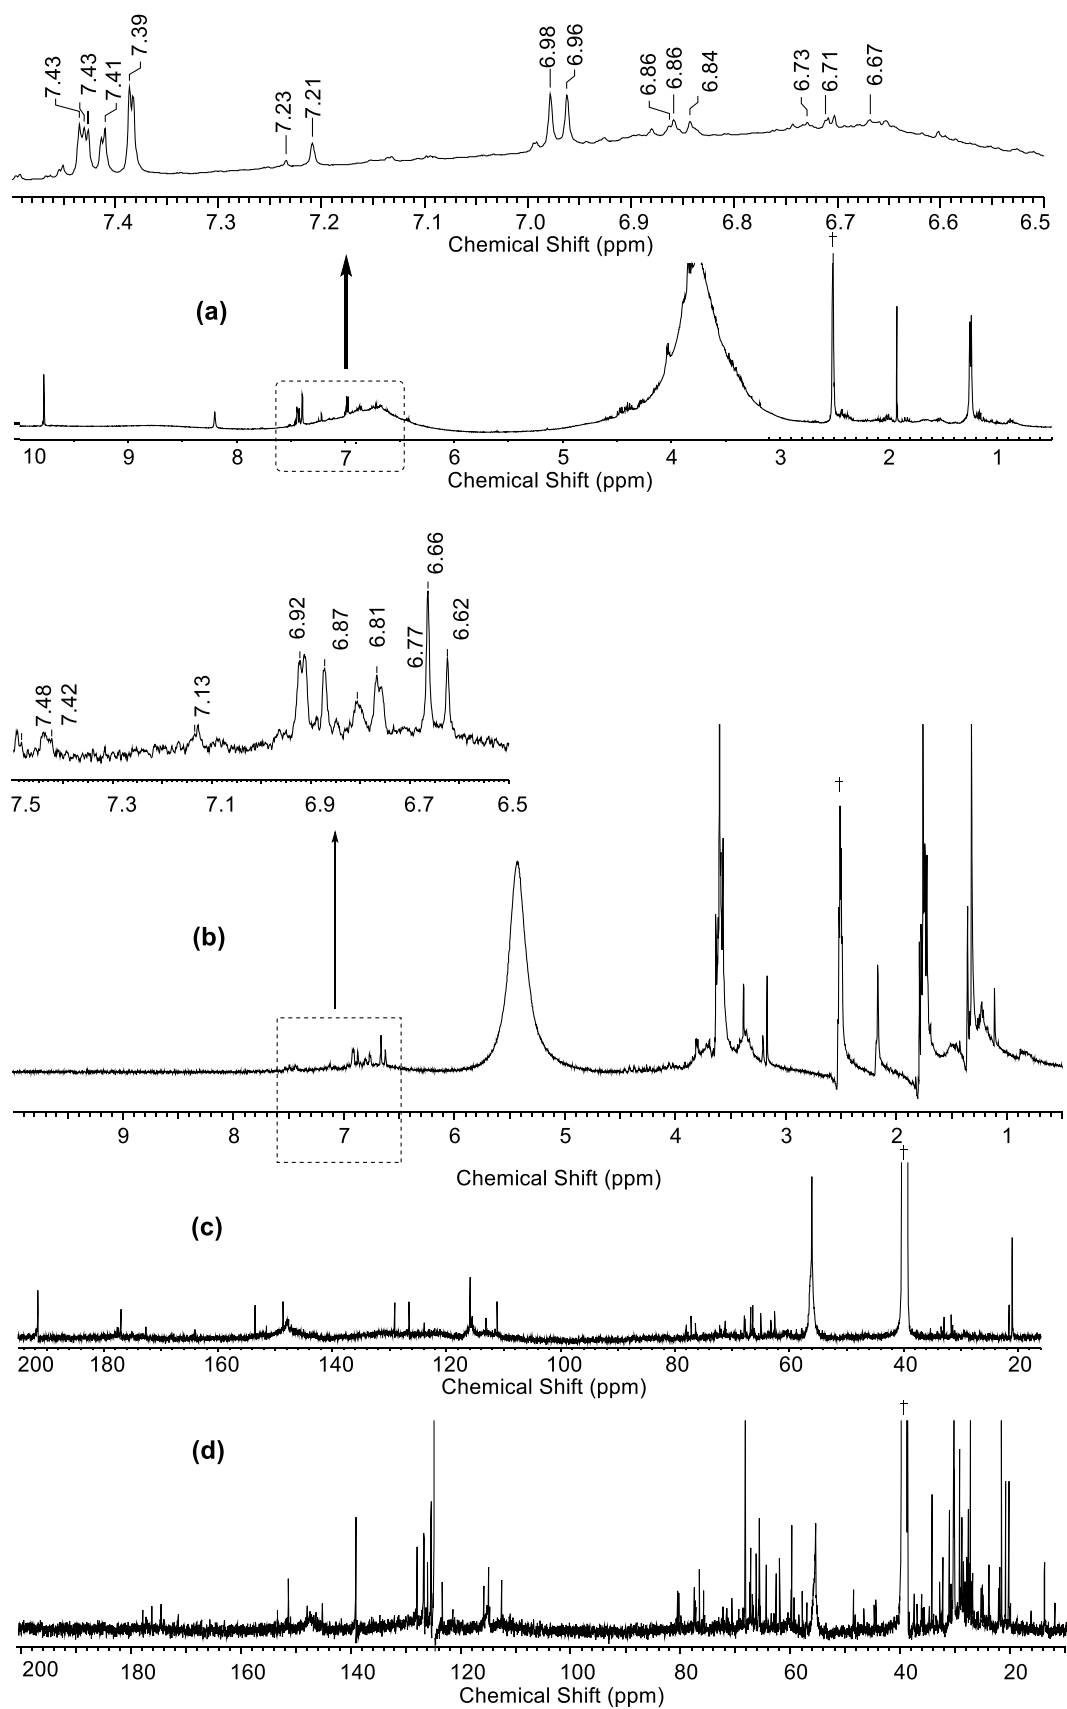 7.43 7.43 7.41 7.39 7.23 7.21 6.98 6.96 6.86 6.86 6.84 6.73 6.71 6.67
7.4 7.3 7.2 7.1 7.0 6.9 6.8 6.7 6.6 6.5
Chemical Shift (ppm)
†
(a)
10 9 8 7 6 5 4 3 2 1
Chemical Shift (ppm)
7.48 7.42 7.13 6.92 6.87 6.81 6.77 6.66 6.62
7.5 7.3 7.1 6.9 6.7 6.5
†
(b)
9 8 7 6 5 4 3 2 1
Chemical Shift (ppm)
†
(c)
200 180 160 140 120 100 80 60 40 20
Chemical Shift (ppm)
†
(d)
200 180 160 140 120 100 80 60 40 20
Chemical Shift (ppm)